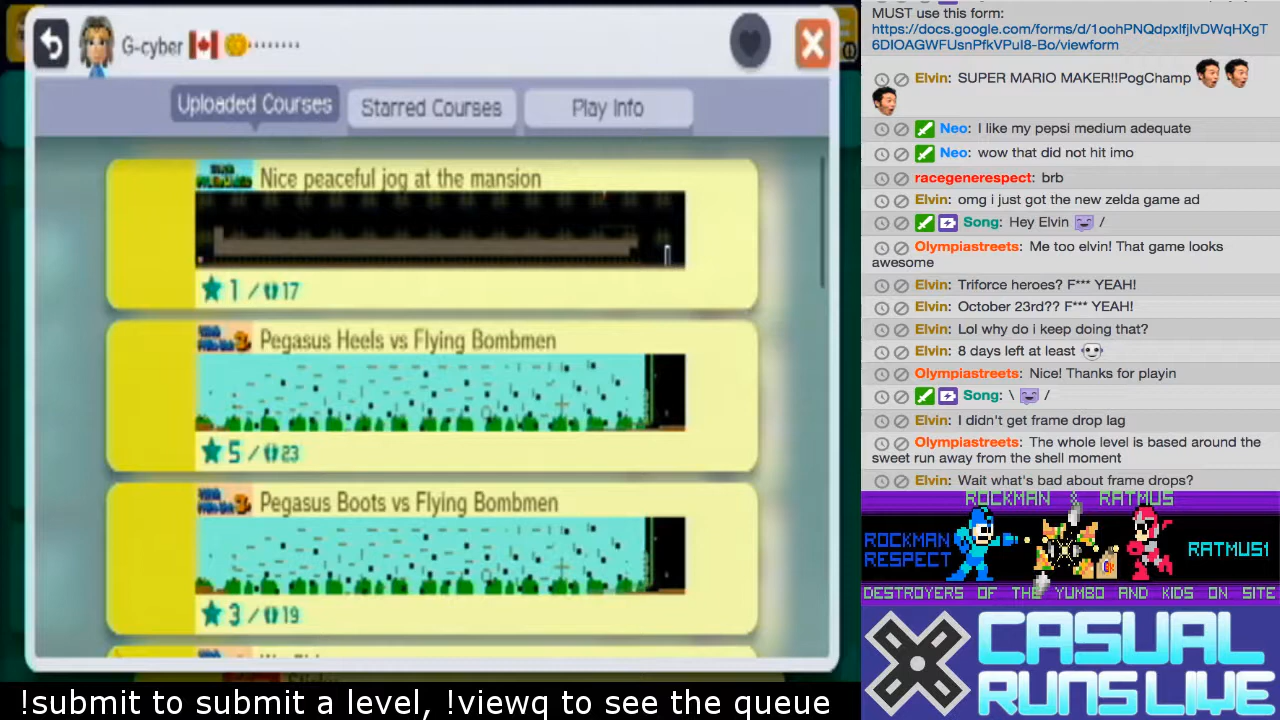 G-cyber
Uploaded Courses
Starred Courses
Play Info
Nice peaceful jog at the mansion
1 / 17
Pegasus Heels vs Flying Bombmen
5 / 23
Pegasus Boots vs Flying Bombmen
3 / 19
!submit to submit a level, !viewq to see the queue
MUST use this form:
https://docs.google.com/forms/d/1oohPNQdpxIfjIvDWqHXgT
6DIOAGWFUsnPfkVPuI8-Bo/viewform
Elvin: SUPER MARIO MAKER!!PogChamp
Neo: I like my pepsi medium adequate
Neo: wow that did not hit imo
racegenerespect: brb
Elvin: omg i just got the new zelda game ad
Song: Hey Elvin /
Olympiastreets: Me too elvin! That game looks
awesome
Elvin: Triforce heroes? F*** YEAH!
Elvin: October 23rd?? F*** YEAH!
Elvin: Lol why do i keep doing that?
Elvin: 8 days left at least
Olympiastreets: Nice! Thanks for playin
Song: \ /
Elvin: I didn't get frame drop lag
Olympiastreets: The whole level is based around the
sweet run away from the shell moment
Elvin: Wait what's bad about frame drops?
ROCKMAN & RATMUS
ROCKMAN
RESPECT
RATMUS1
DESTROYERS OF THE YUMBO AND KIDS ON SITE
CASUAL
RUNS LIVE